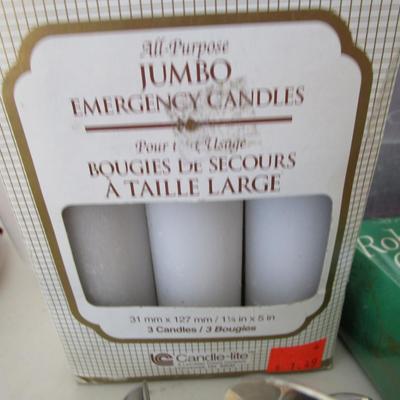 All-Purpose
JUMBO
EMERGENCY CANDLES
Pour tout Usage
BOUGIES DE SECOURS
À TAILLE LARGE
31 mm x 127 mm / 1¼ in x 5 in
3 Candles / 3 Bougies
Candle-lite